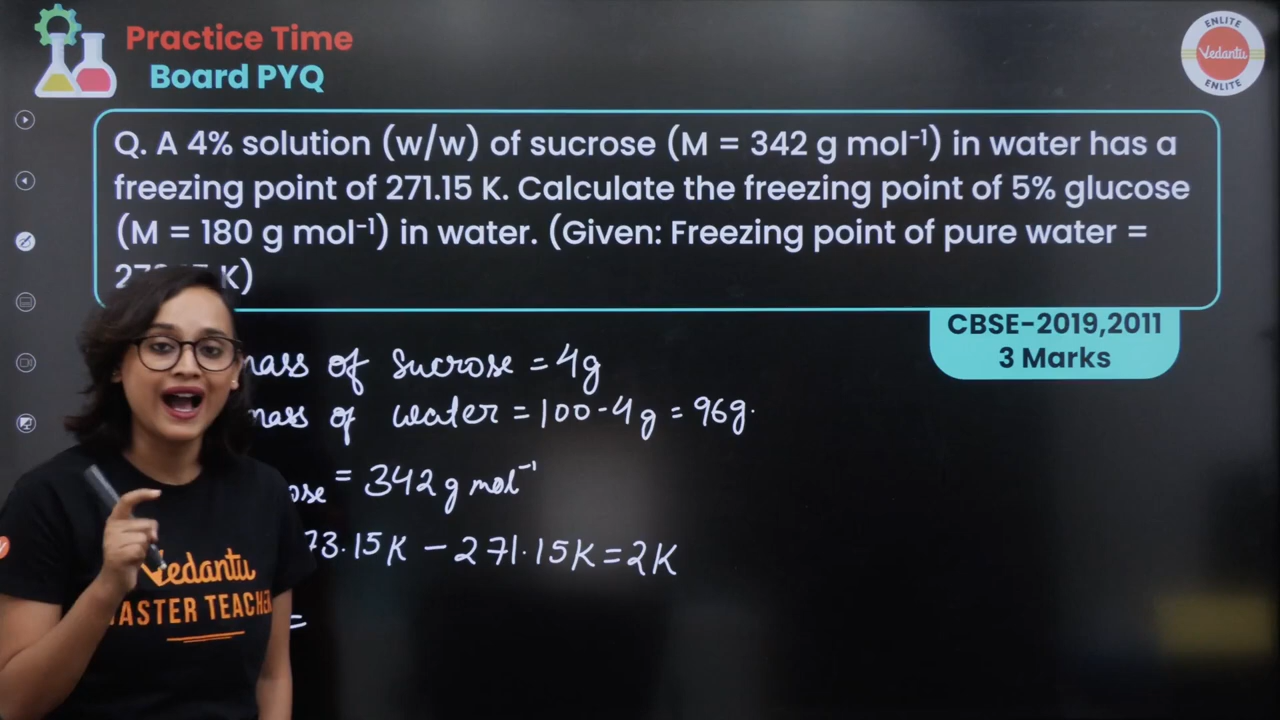 Practice Time
Board PYQ
ENLITE
Vedantu
ENLITE
Q. A 4% solution (w/w) of sucrose (M = 342 g mol⁻¹) in water has a
freezing point of 271.15 K. Calculate the freezing point of 5% glucose
(M = 180 g mol⁻¹) in water. (Given: Freezing point of pure water =
K)
CBSE-2019,2011
3 Marks
mass of sucrose = 4g
mass of water = 100-4g = 96g.
ose = 342 g mol⁻¹
73.15K - 271.15K = 2K
=
Vedantu
MASTER TEACHER